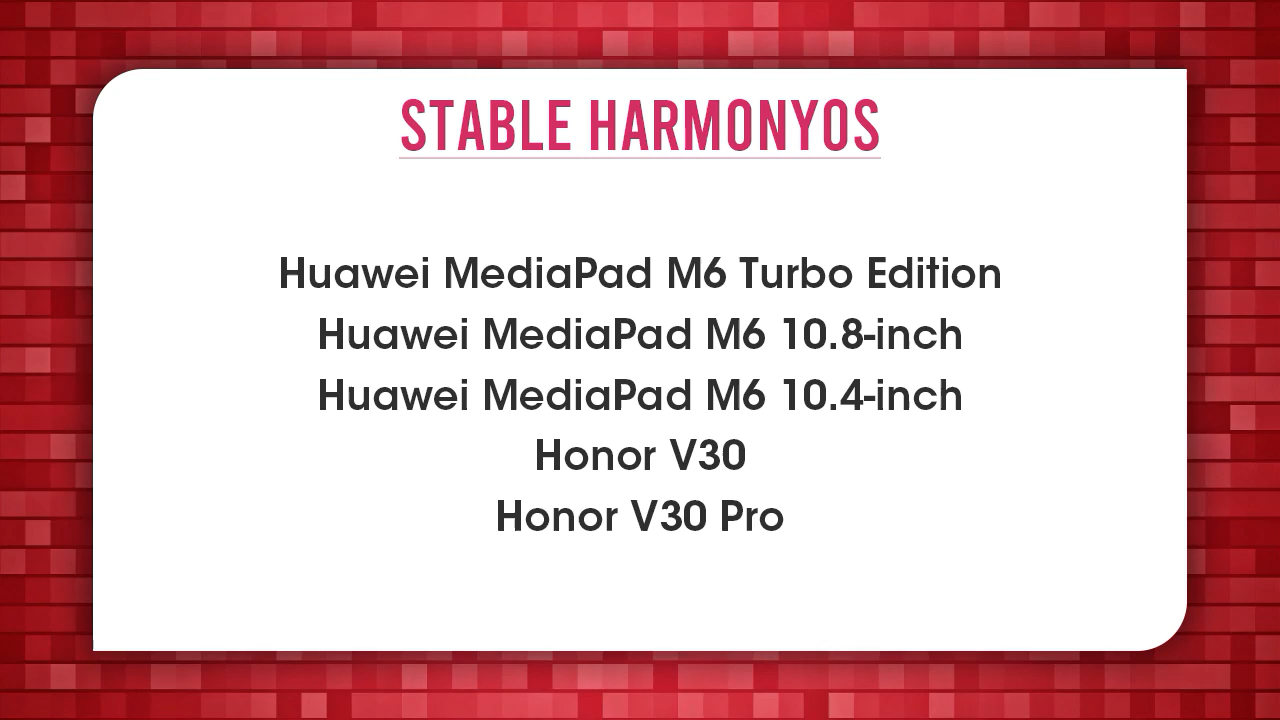 STABLE HARMONYOS
Huawei MediaPad M6 Turbo Edition
Huawei MediaPad M6 10.8-inch
Huawei MediaPad M6 10.4-inch
Honor V30
Honor V30 Pro